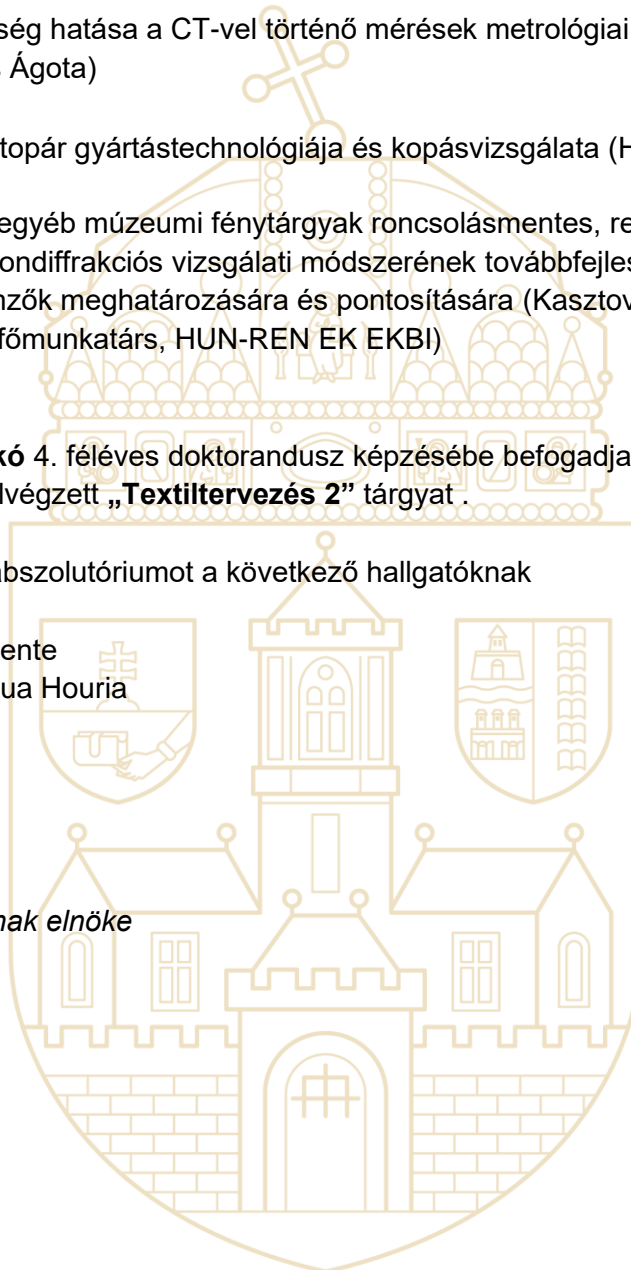 ség hatása a CT-vel történő mérések metrológiai
Ágota)
topár gyártástechnológiája és kopásvizsgálata (H
egyéb múzeumi fénytárgyak roncsolásmentes, re
ondiffrakciós vizsgálati módszerének továbbfejles
nzők meghatározására és pontosítására (Kasztov
főmunkatárs, HUN-REN EK EKBI)
kó 4. féléves doktorandusz képzésébe befogadja
lvégzett „Textiltervezés 2” tárgyat .
abszolutóriumot a következő hallgatóknak
ente
ua Houria
nak elnöke